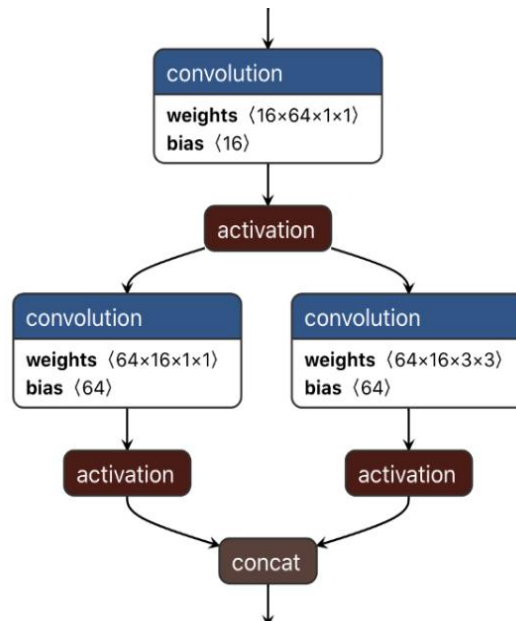 convolution
weights ⟨16×64×1×1⟩
bias ⟨16⟩
activation
convolution
weights ⟨64×16×1×1⟩
bias ⟨64⟩
convolution
weights ⟨64×16×3×3⟩
bias ⟨64⟩
activation
activation
concat